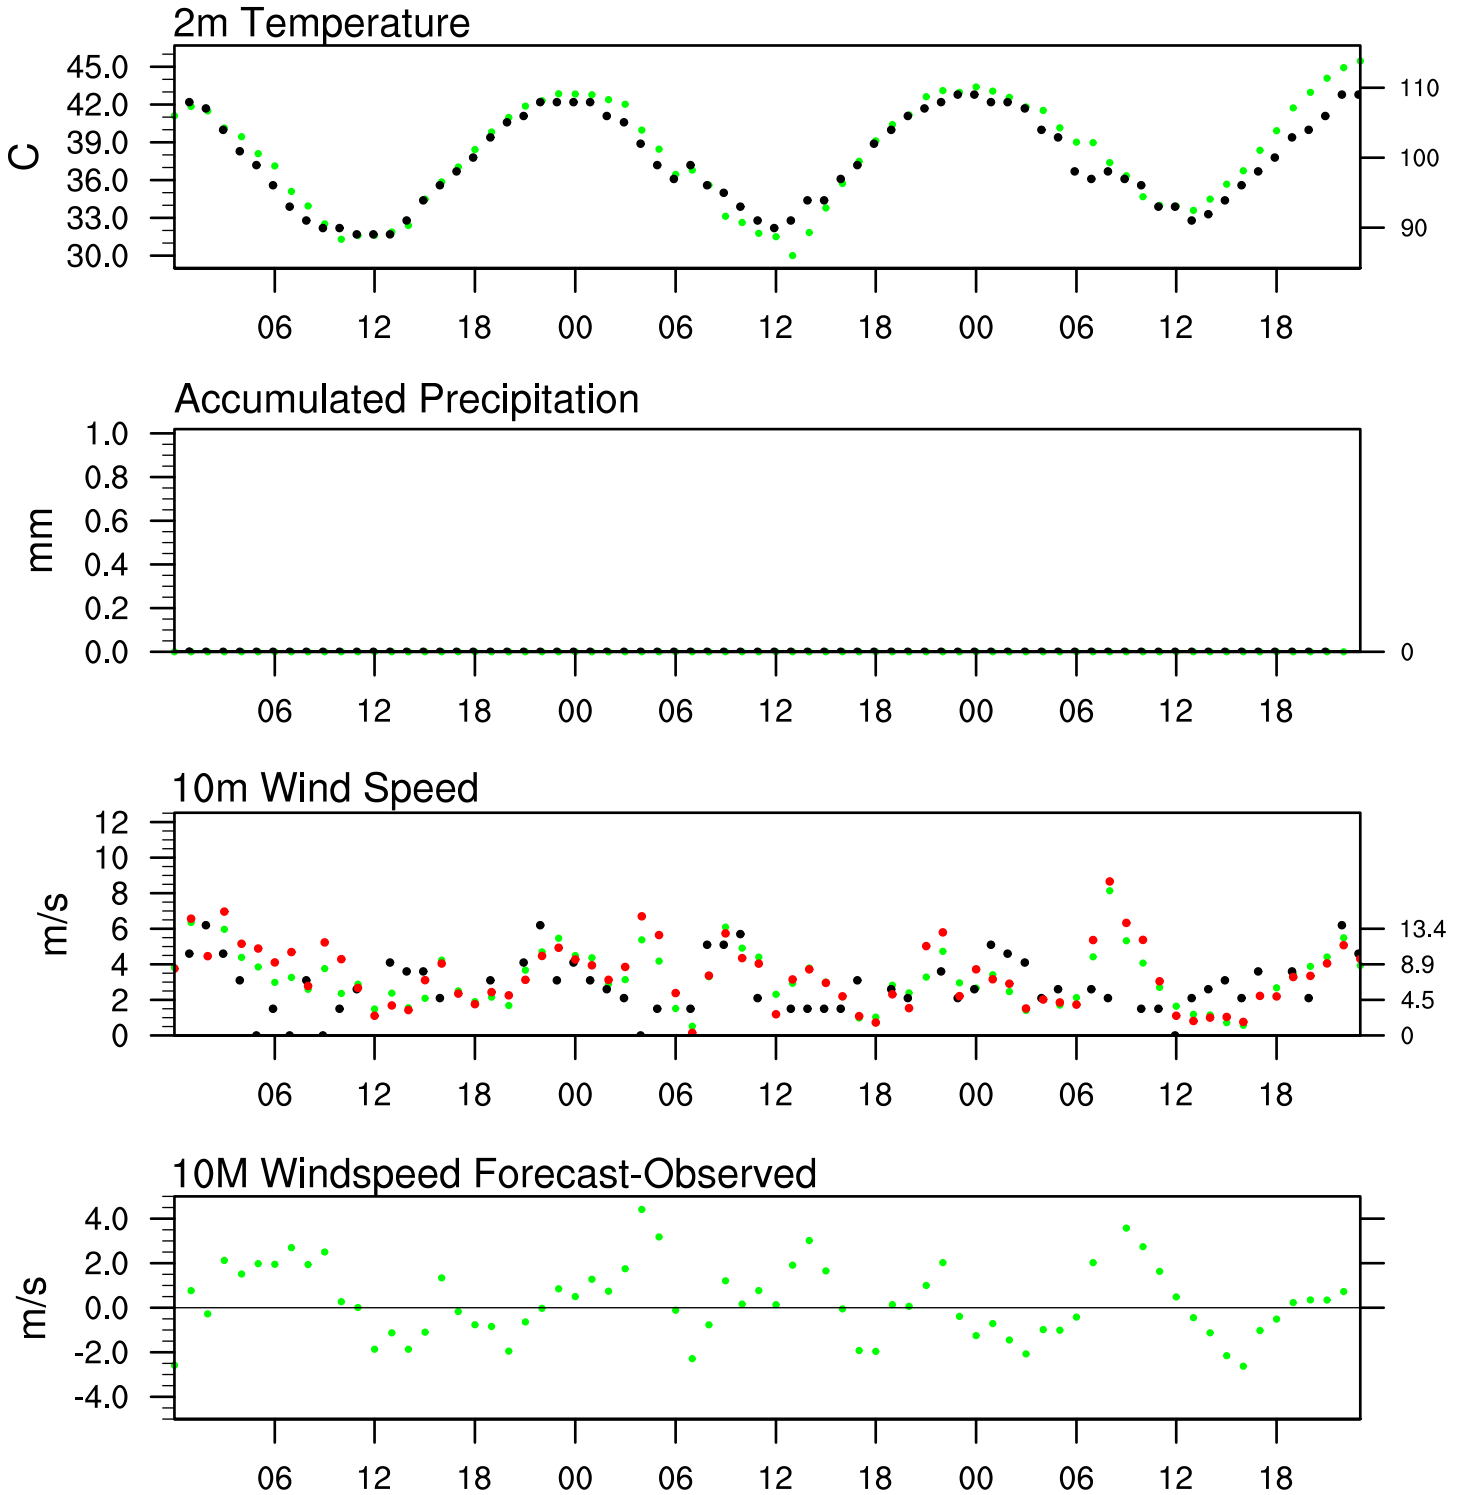 2m Temperature
45.0
42.0
39.0
36.0
33.0
30.0
C
110
100
90
06 12 18 00 06 12 18 00 06 12 18
Accumulated Precipitation
1.0
0.8
0.6
0.4
0.2
0.0
mm
0
06 12 18 00 06 12 18 00 06 12 18
10m Wind Speed
12
10
8
6
4
2
0
m/s
13.4
8.9
4.5
0
06 12 18 00 06 12 18 00 06 12 18
10M Windspeed Forecast-Observed
4.0
2.0
0.0
-2.0
-4.0
m/s
06 12 18 00 06 12 18 00 06 12 18